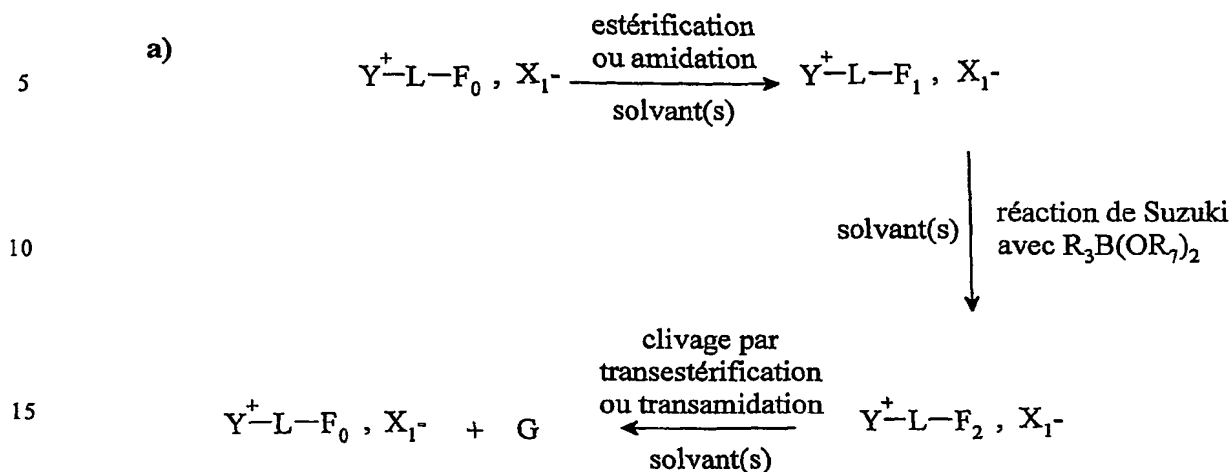 a)
estérification
ou amidation
5
Y⁺–L–F₀ , X₁-
solvant(s)
Y⁺–L–F₁ , X₁-
10
solvant(s)
réaction de Suzuki
avec R₃B(OR₇)₂
clivage par
transestérification
ou transamidation
15
Y⁺–L–F₀ , X₁- + G
solvant(s)
Y⁺–L–F₂ , X₁-